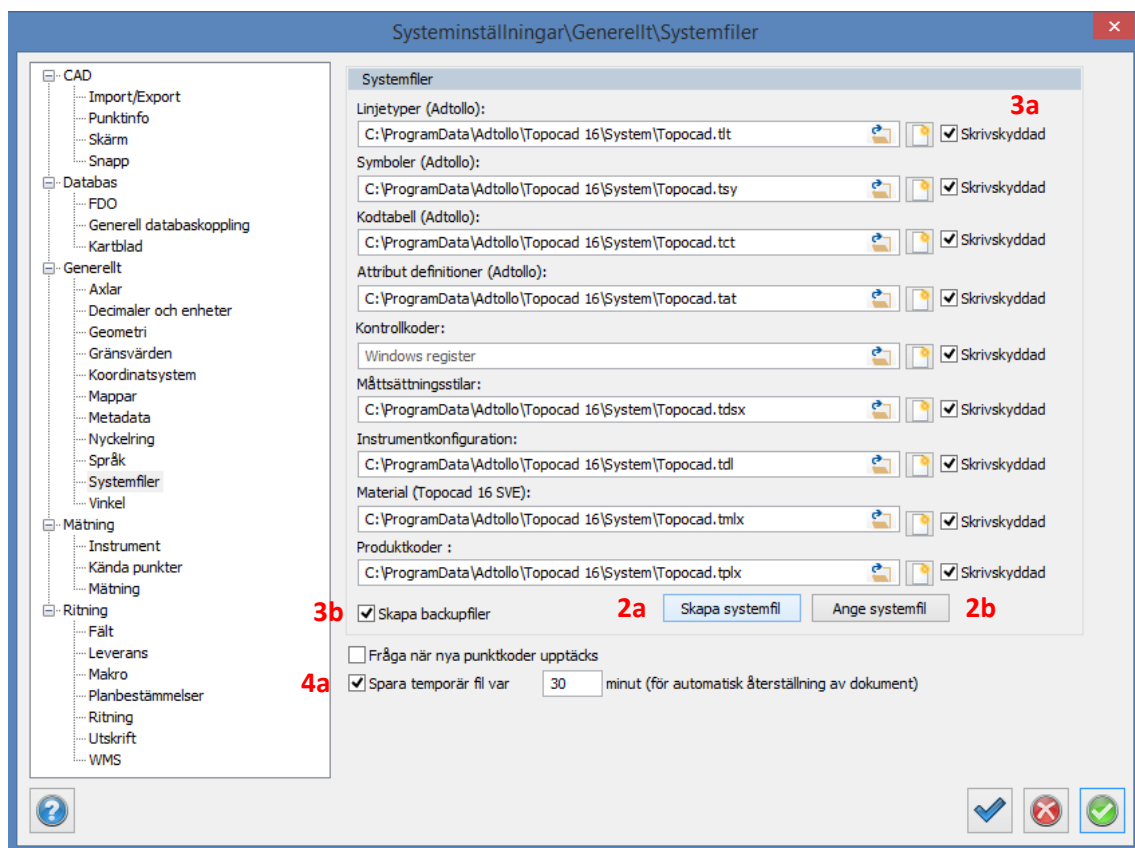 Systeminställningar\Generellt\Systemfiler
CAD
Import/Export
Punktinfo
Skärm
Snapp
Databas
FDO
Generell databaskoppling
Kartblad
Generellt
Axlar
Decimaler och enheter
Geometri
Gränsvärden
Koordinatsystem
Mappar
Metadata
Nyckelring
Språk
Systemfiler
Vinkel
Mätning
Instrument
Kända punkter
Mätning
Ritning
Fält
Leverans
Makro
Planbestämmelser
Ritning
Utskrift
WMS
Systemfiler
Linjetyper (Adtollo):
3a
C:\ProgramData\Adtollo\Topocad 16\System\Topocad.tlt
Skrivskyddad
Symboler (Adtollo):
C:\ProgramData\Adtollo\Topocad 16\System\Topocad.tsy
Skrivskyddad
Kodtabell (Adtollo):
C:\ProgramData\Adtollo\Topocad 16\System\Topocad.tct
Skrivskyddad
Attribut definitioner (Adtollo):
C:\ProgramData\Adtollo\Topocad 16\System\Topocad.tat
Skrivskyddad
Kontrollkoder:
Windows register
Skrivskyddad
Måttsättningsstilar:
C:\ProgramData\Adtollo\Topocad 16\System\Topocad.tdsx
Skrivskyddad
Instrumentkonfiguration:
C:\ProgramData\Adtollo\Topocad 16\System\Topocad.tdl
Skrivskyddad
Material (Topocad 16 SVE):
C:\ProgramData\Adtollo\Topocad 16\System\Topocad.tmlx
Skrivskyddad
Produktkoder :
C:\ProgramData\Adtollo\Topocad 16\System\Topocad.tplx
Skrivskyddad
3b Skapa backupfiler 2a Skapa systemfil Ange systemfil 2b
Fråga när nya punktkoder upptäcks
4a Spara temporär fil var 30 minut (för automatisk återställning av dokument)